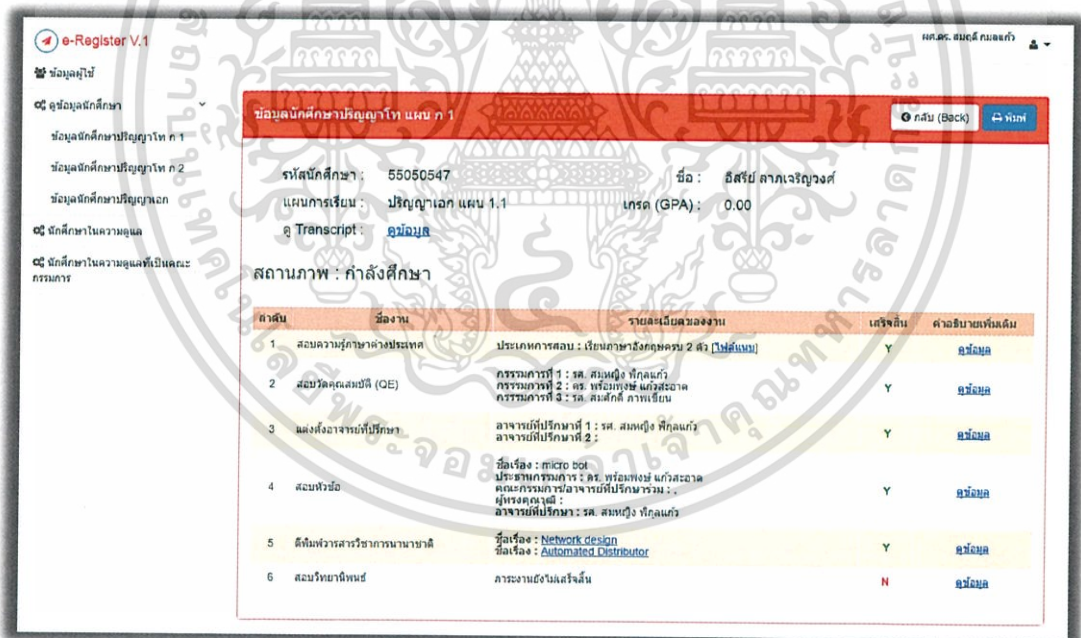 e-Register V.1
ผศ.ดร. สมฤดี กมลแก้ว
ข้อมูลผู้ใช้
ดูข้อมูลนักศึกษา
ข้อมูลนักศึกษาปริญญาโท ก 1
ข้อมูลนักศึกษาปริญญาโท ก 2
ข้อมูลนักศึกษาปริญญาเอก
นักศึกษาในความดูแล
นักศึกษาในความดูแลที่เป็นคณะ
กรรมการ
ข้อมูลนักศึกษาปริญญาโท แผน ก 1
กลับ (Back) พิมพ์
รหัสนักศึกษา : 55050547 ชื่อ : อิสรีย์ ลาภเจริญวงศ์
แผนการเรียน : ปริญญาเอก แผน 1.1 เกรด (GPA) : 0.00
ดู Transcript : ดูข้อมูล
สถานภาพ : กำลังศึกษา
ลำดับ ชื่องาน รายละเอียดของงาน เสร็จสิ้น คำอธิบายเพิ่มเติม
1 สอบความรู้ภาษาต่างประเทศ ประเภทการสอบ : เรียนภาษาอังกฤษครบ 2 ตัว [ไฟล์แนบ] Y ดูข้อมูล
2 สอบวัดคุณสมบัติ (QE) กรรมการที่ 1 : รศ. สมหญิง พิกุลแก้ว
กรรมการที่ 2 : ดร. พร้อมพงษ์ แก้วสะอาด
กรรมการที่ 3 : รศ. สมศักดิ์ ภาพเขียน Y ดูข้อมูล
3 แต่งตั้งอาจารย์ที่ปรึกษา อาจารย์ที่ปรึกษาที่ 1 : รศ. สมหญิง พิกุลแก้ว
อาจารย์ที่ปรึกษาที่ 2 : Y ดูข้อมูล
4 สอบหัวข้อ ชื่อเรื่อง : micro bot
ประธานกรรมการ : ดร. พร้อมพงษ์ แก้วสะอาด
คณะกรรมการ/อาจารย์ที่ปรึกษาร่วม : .
ผู้ทรงคุณวุฒิ :
อาจารย์ที่ปรึกษา : รศ. สมหญิง พิกุลแก้ว Y ดูข้อมูล
5 ตีพิมพ์วารสารวิชาการนานาชาติ ชื่อเรื่อง : Network design
ชื่อเรื่อง : Automated Distributor Y ดูข้อมูล
6 สอบวิทยานิพนธ์ ภาระงานยังไม่เสร็จสิ้น N ดูข้อมูล